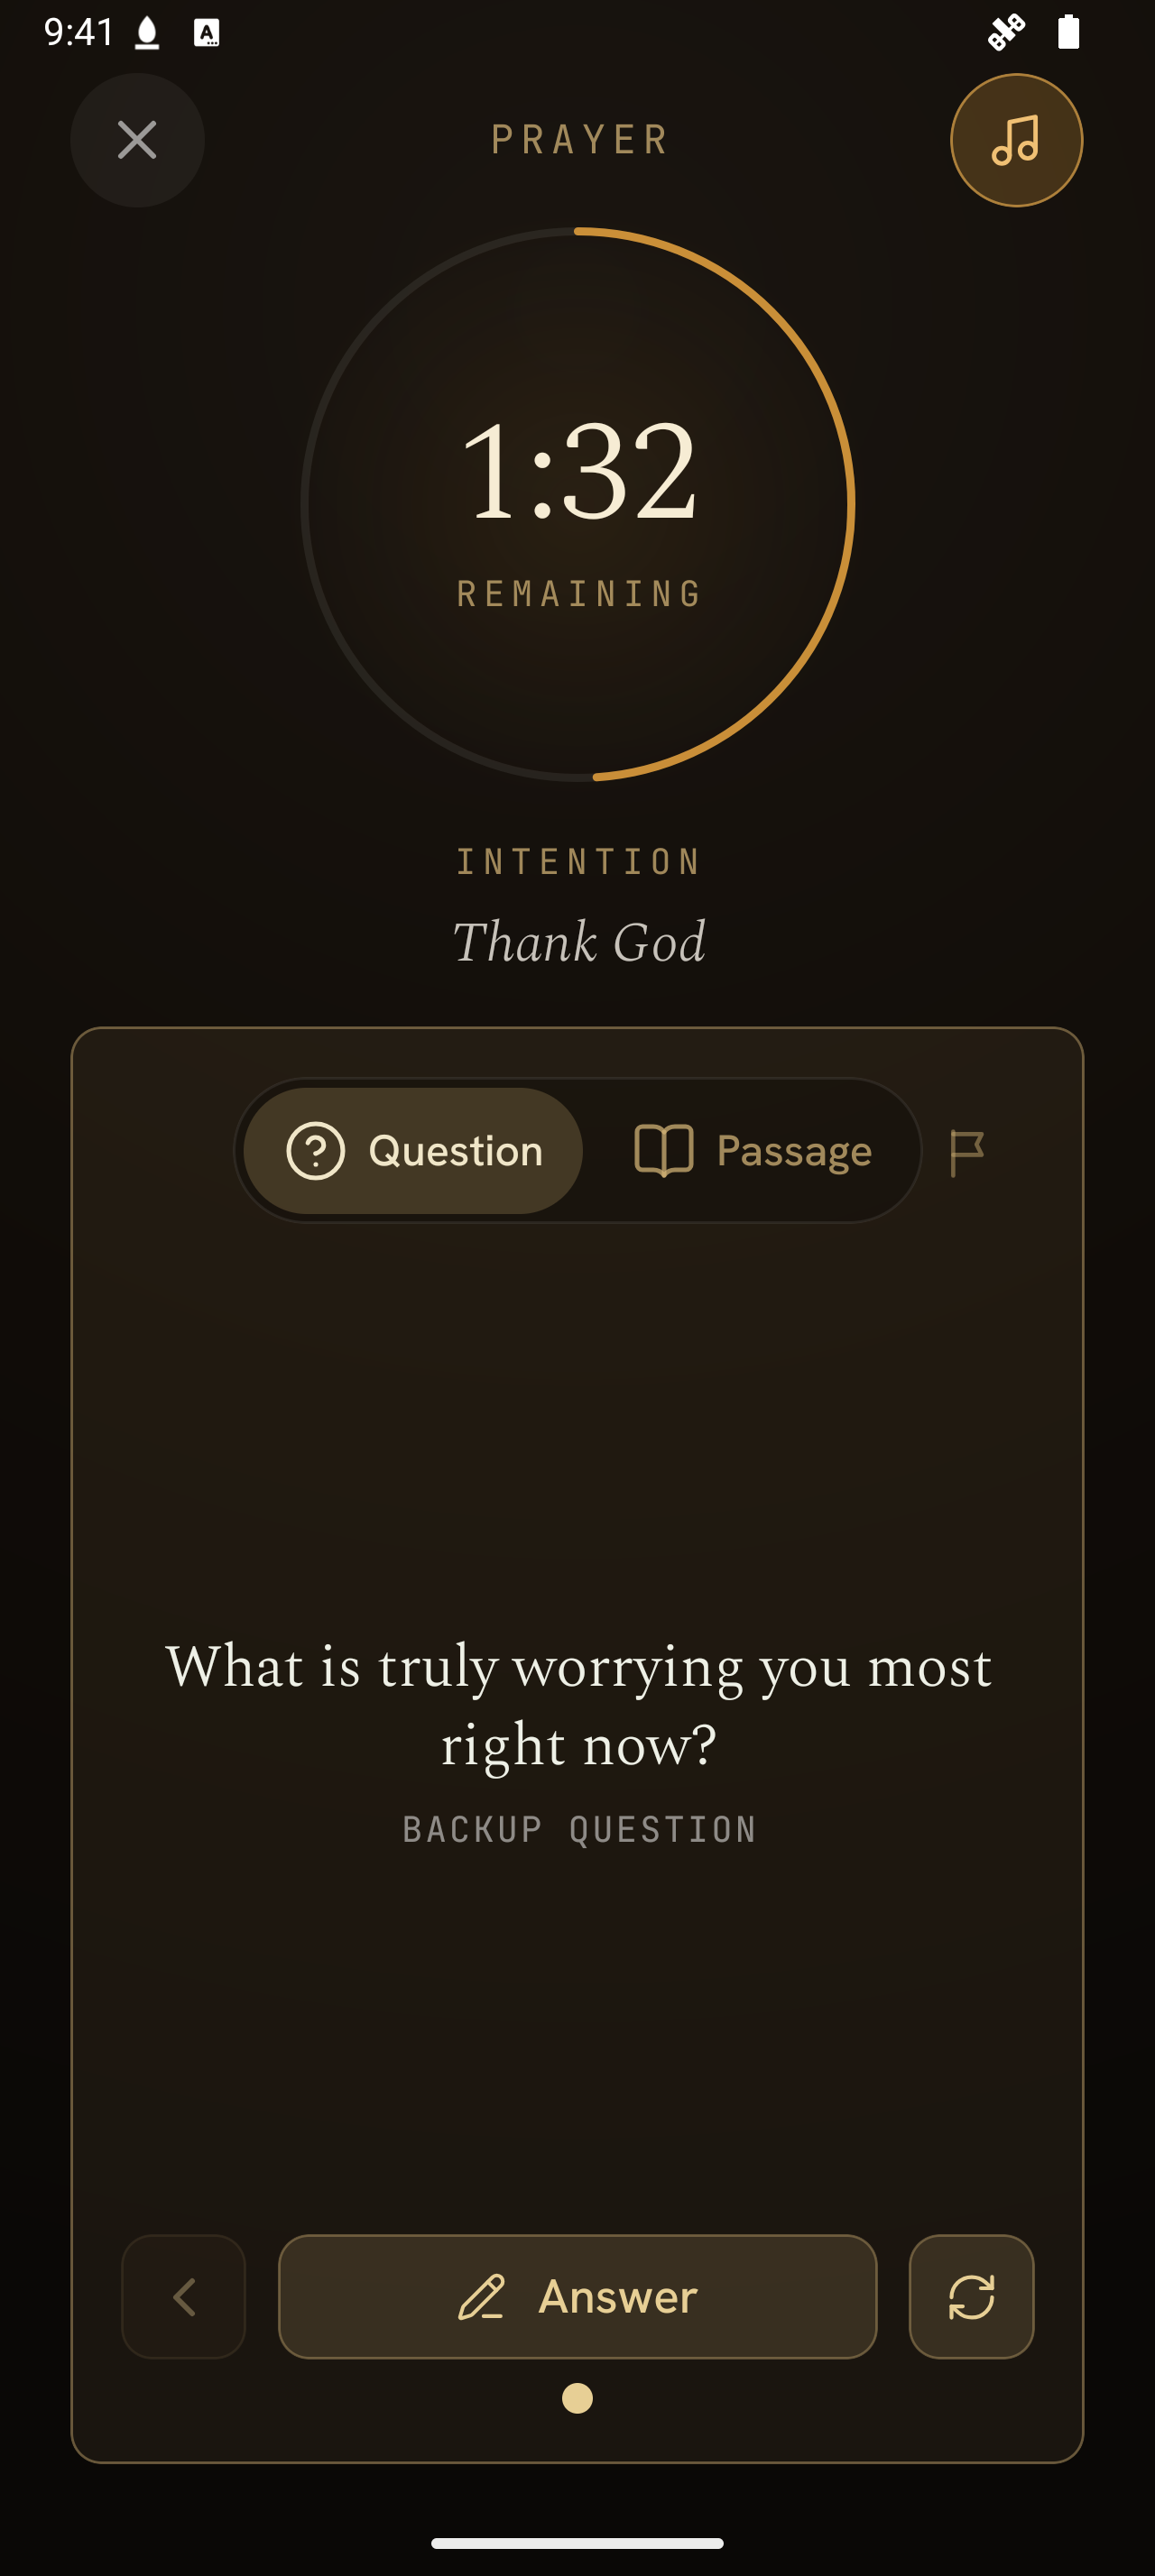 9:41
PRAYER
1:32
REMAINING
INTENTION
Thank God
Question
Passage
What is truly worrying you most
right now?
BACKUP QUESTION
Answer